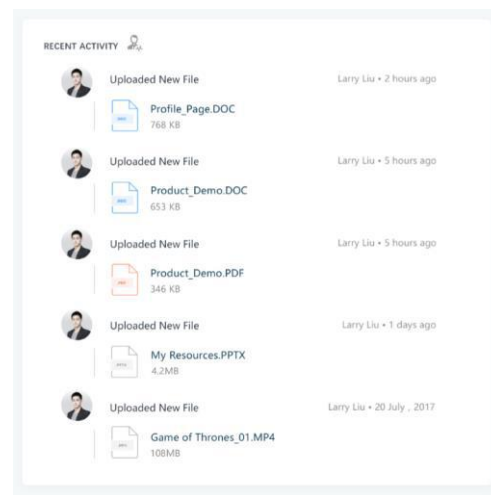 RECENT ACTIVITY
Uploaded New File Larry Liu • 2 hours ago
Profile_Page.DOC
768 KB
Uploaded New File Larry Liu • 5 hours ago
Product_Demo.DOC
653 KB
Uploaded New File Larry Liu • 5 hours ago
Product_Demo.PDF
346 KB
Uploaded New File Larry Liu • 1 days ago
My Resources.PPTX
4.2MB
Uploaded New File Larry Liu • 20 July , 2017
Game of Thrones_01.MP4
108MB